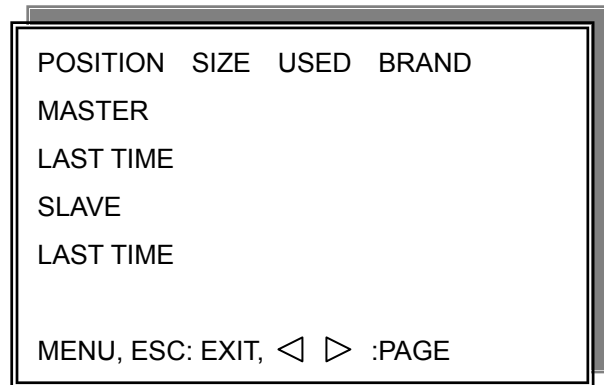 POSITION SIZE USED BRAND
MASTER
LAST TIME
SLAVE
LAST TIME
MENU, ESC: EXIT, ◁ ▷ :PAGE